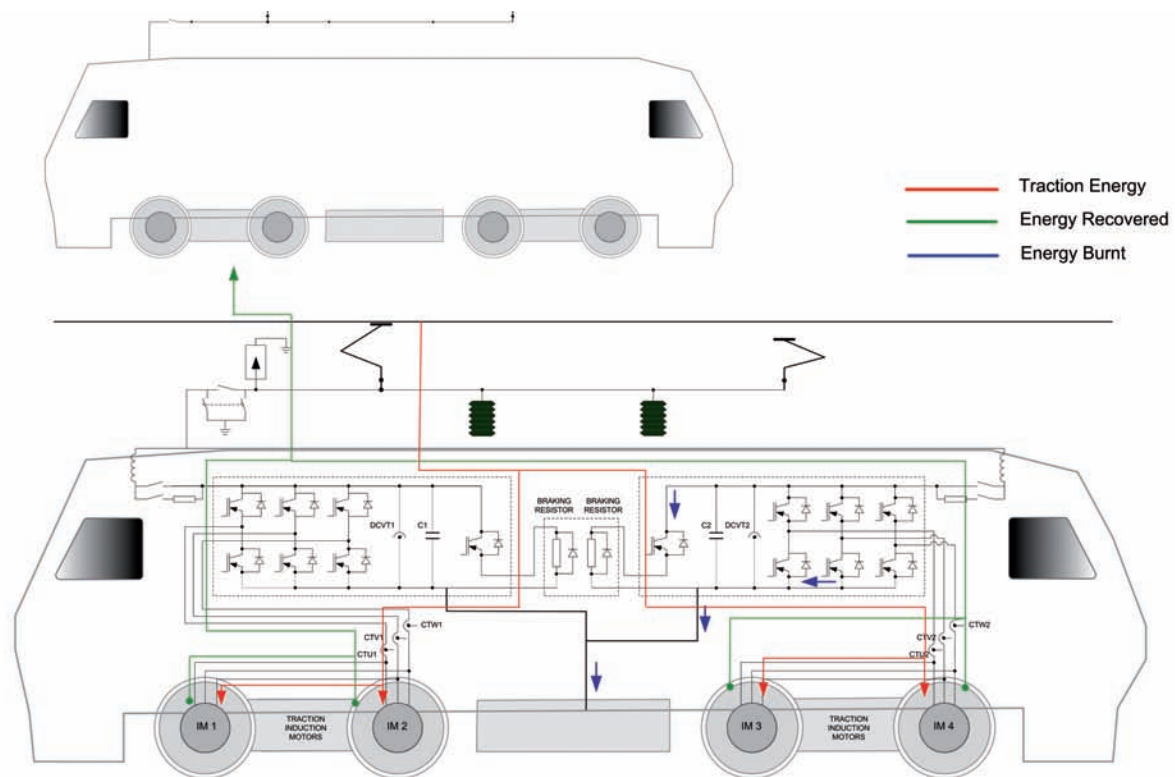 Traction Energy
Energy Recovered
Energy Burnt
BRAKING
RESISTOR
BRAKING
RESISTOR
DCVT1
C1
C2
DCVT2
CTW1
CTV1
CTU1
CTW2
CTV2
CTU2
IM 1
TRACTION
INDUCTION
MOTORS
IM 2
IM 3
TRACTION
INDUCTION
MOTORS
IM 4